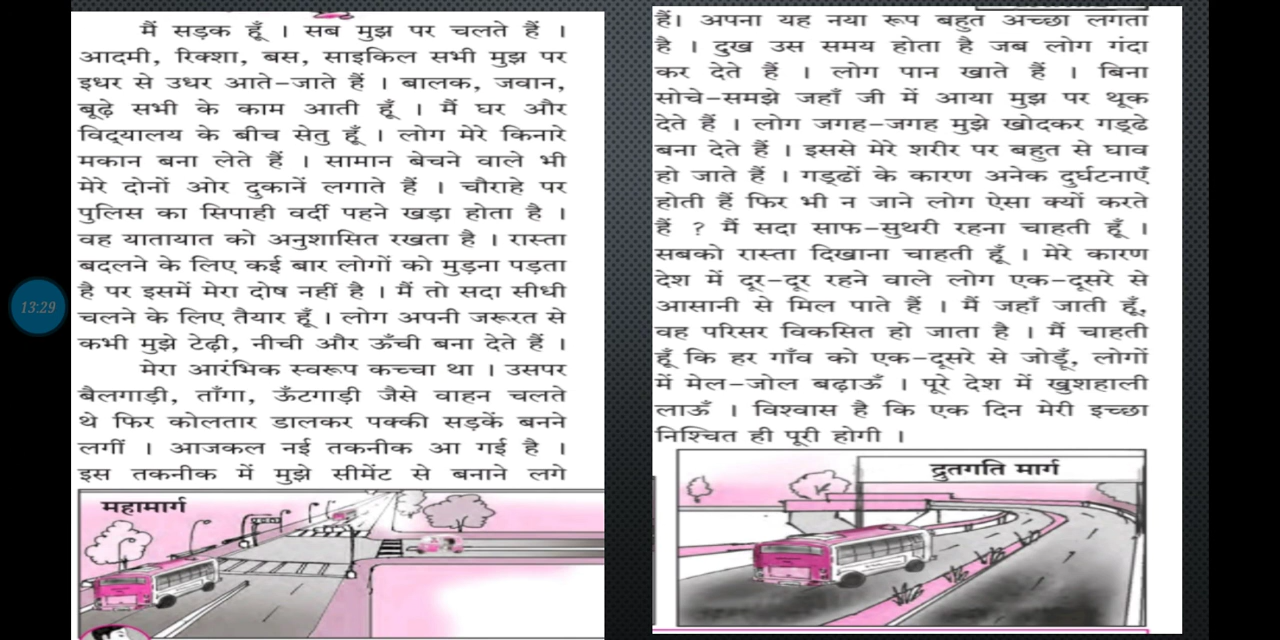 मैं सड़क हूँ । सब मुझ पर चलते हैं ।
आदमी, रिक्शा, बस, साइकिल सभी मुझ पर
इधर से उधर आते-जाते हैं । बालक, जवान,
बूढ़े सभी के काम आती हूँ । मैं घर और
विद्यालय के बीच सेतु हूँ । लोग मेरे किनारे
मकान बना लेते हैं । सामान बेचने वाले भी
मेरे दोनों ओर दुकानें लगाते हैं । चौराहे पर
पुलिस का सिपाही वर्दी पहने खड़ा होता है ।
वह यातायात को अनुशासित रखता है । रास्ता
बदलने के लिए कई बार लोगों को मुड़ना पड़ता
है पर इसमें मेरा दोष नहीं है । मैं तो सदा सीधी
चलने के लिए तैयार हूँ । लोग अपनी जरूरत से
कभी मुझे टेढ़ी, नीची और ऊँची बना देते हैं ।
मेरा आरंभिक स्वरूप कच्चा था । उसपर
बैलगाड़ी, ताँगा, ऊँटगाड़ी जैसे वाहन चलते
थे फिर कोलतार डालकर पक्की सड़कें बनने
लगीं । आजकल नई तकनीक आ गई है ।
इस तकनीक में मुझे सीमेंट से बनाने लगे
महामार्ग
हैं। अपना यह नया रूप बहुत अच्छा लगता
है । दुख उस समय होता है जब लोग गंदा
कर देते हैं । लोग पान खाते हैं । बिना
सोचे-समझे जहाँ जी में आया मुझ पर थूक
देते हैं । लोग जगह-जगह मुझे खोदकर गड्ढे
बना देते हैं । इससे मेरे शरीर पर बहुत से घाव
हो जाते हैं । गड्ढों के कारण अनेक दुर्घटनाएँ
होती हैं फिर भी न जाने लोग ऐसा क्यों करते
हैं ? मैं सदा साफ-सुथरी रहना चाहती हूँ ।
सबको रास्ता दिखाना चाहती हूँ । मेरे कारण
देश में दूर-दूर रहने वाले लोग एक-दूसरे से
आसानी से मिल पाते हैं । मैं जहाँ जाती हूँ,
वह परिसर विकसित हो जाता है । मैं चाहती
हूँ कि हर गाँव को एक-दूसरे से जोड़ूँ, लोगों
में मेल-जोल बढ़ाऊँ । पूरे देश में खुशहाली
लाऊँ । विश्वास है कि एक दिन मेरी इच्छा
निश्चित ही पूरी होगी ।
द्रुतगति मार्ग
13:29